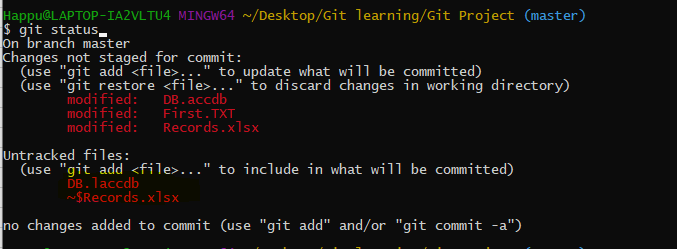 Happu@LAPTOP-IA2VLTU4 MINGW64 ~/Desktop/Git learning/Git Project (master)
$ git status
On branch master
Changes not staged for commit:
  (use "git add <file>..." to update what will be committed)
  (use "git restore <file>..." to discard changes in working directory)
        modified:   DB.accdb
        modified:   First.TXT
        modified:   Records.xlsx

Untracked files:
  (use "git add <file>..." to include in what will be committed)
        DB.laccdb
        ~$Records.xlsx

no changes added to commit (use "git add" and/or "git commit -a")